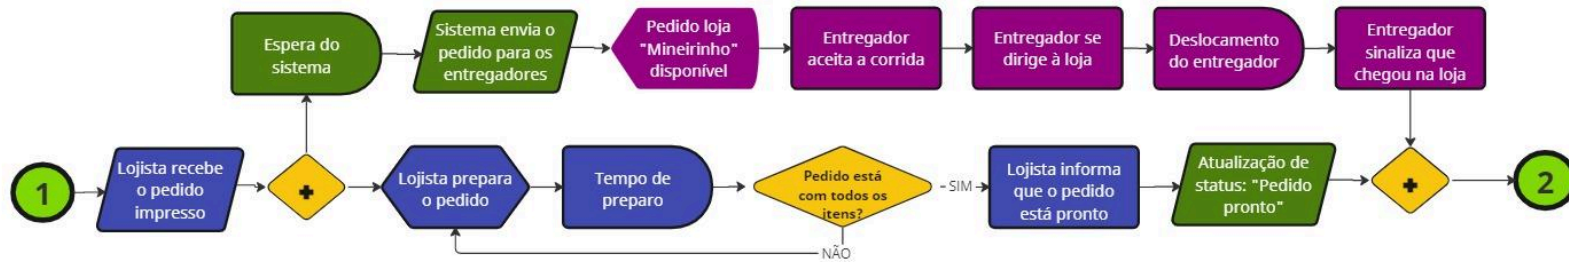 Espera do
sistema
Sistema envia o
pedido para os
entregadores
Pedido loja
"Mineirinho"
disponível
Entregador
aceita a corrida
Entregador se
dirige à loja
Deslocamento
do entregador
Entregador
sinaliza que
chegou na loja
1
Lojista recebe
o pedido
impresso
+
Lojista prepara
o pedido
Tempo de
preparo
Pedido está
com todos os
itens?
SIM
NÃO
Lojista informa
que o pedido
está pronto
Atualização de
status: "Pedido
pronto"
+
2